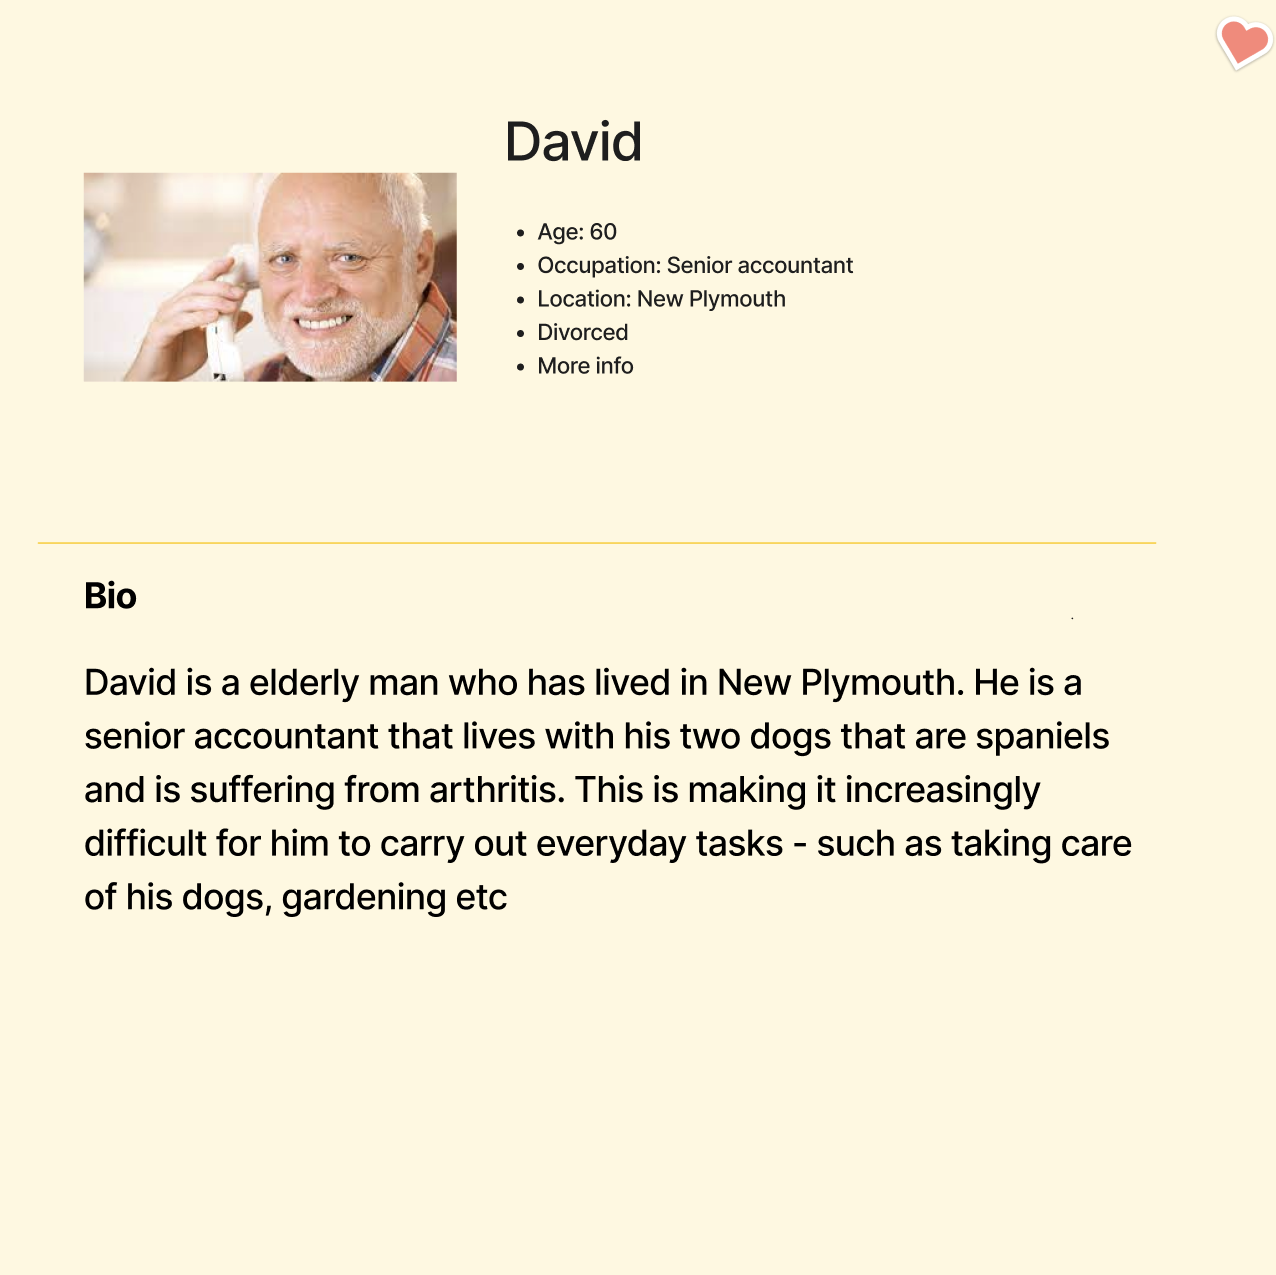 David
• Age: 60
• Occupation: Senior accountant
• Location: New Plymouth
• Divorced
• More info
Bio
David is a elderly man who has lived in New Plymouth. He is a
senior accountant that lives with his two dogs that are spaniels
and is suffering from arthritis. This is making it increasingly
difficult for him to carry out everyday tasks - such as taking care
of his dogs, gardening etc